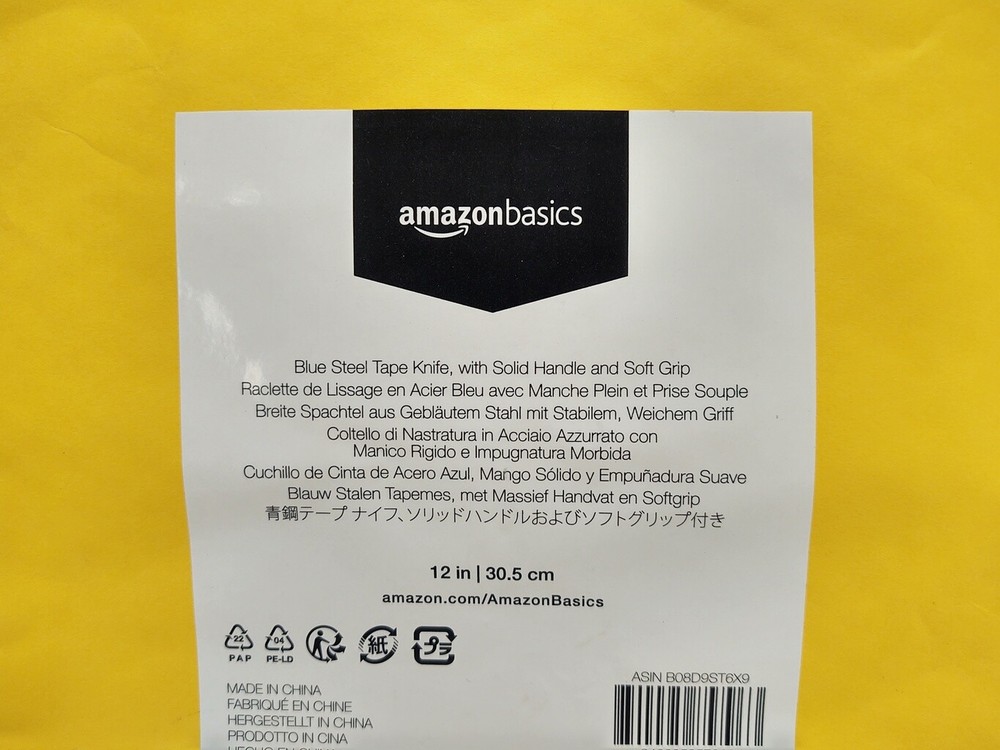 amazonbasics
Blue Steel Tape Knife, with Solid Handle and Soft Grip
Raclette de Lissage en Acier Bleu avec Manche Plein et Prise Souple
Breite Spachtel aus Gebläutem Stahl mit Stabilem, Weichem Griff
Coltello di Nastratura in Acciaio Azzurrato con
Manico Rigido e Impugnatura Morbida
Cuchillo de Cinta de Acero Azul, Mango Sólido y Empuñadura Suave
Blauw Stalen Tapemes, met Massief Handvat en Softgrip
青鋼テープ ナイフ、ソリッドハンドルおよびソフトグリップ付き
12 in | 30.5 cm
amazon.com/AmazonBasics
22 04 紙 プラ
PAP PE-LD
ASIN B08D9ST6X9
MADE IN CHINA
FABRIQUÉ EN CHINE
HERGESTELLT IN CHINA
PRODOTTO IN CINA